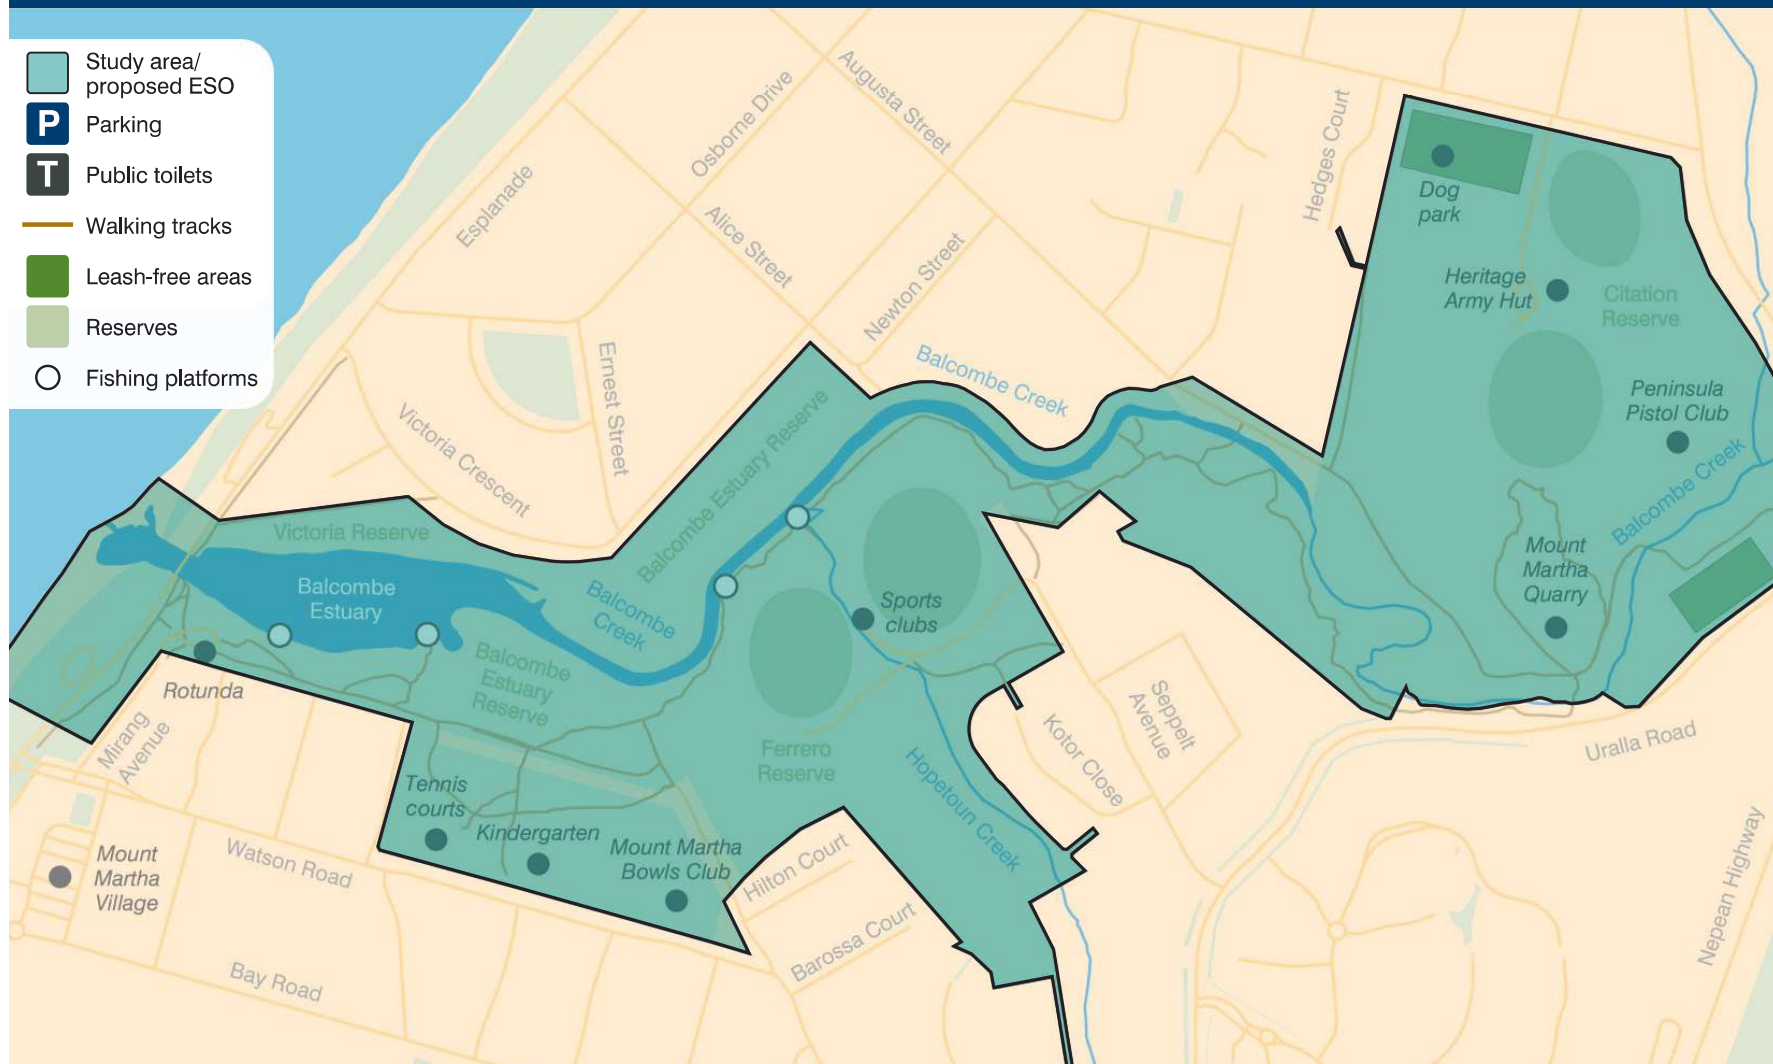 Study area/
proposed ESO
P
Parking
T
Public toilets
Walking tracks
Leash-free areas
Reserves
Fishing platforms
Esplanade
Osborne Drive
Augusta Street
Alice Street
Newton Street
Hedges Court
Ernest Street
Victoria Crescent
Balcombe Creek
Dog
park
Heritage
Army Hut
Citation
Reserve
Peninsula
Pistol Club
Balcombe Creek
Mount
Martha
Quarry
Victoria Reserve
Balcombe Estuary Reserve
Balcombe
Estuary
Balcombe
Creek
Sports
clubs
Balcombe
Estuary
Reserve
Rotunda
Mirang
Avenue
Ferrero
Reserve
Hopetoun Creek
Kotor Close
Seppelt
Avenue
Uralla Road
Tennis
courts
Kindergarten
Mount Martha
Bowls Club
Hilton Court
Barossa Court
Watson Road
Mount
Martha
Village
Bay Road
Nepean Highway